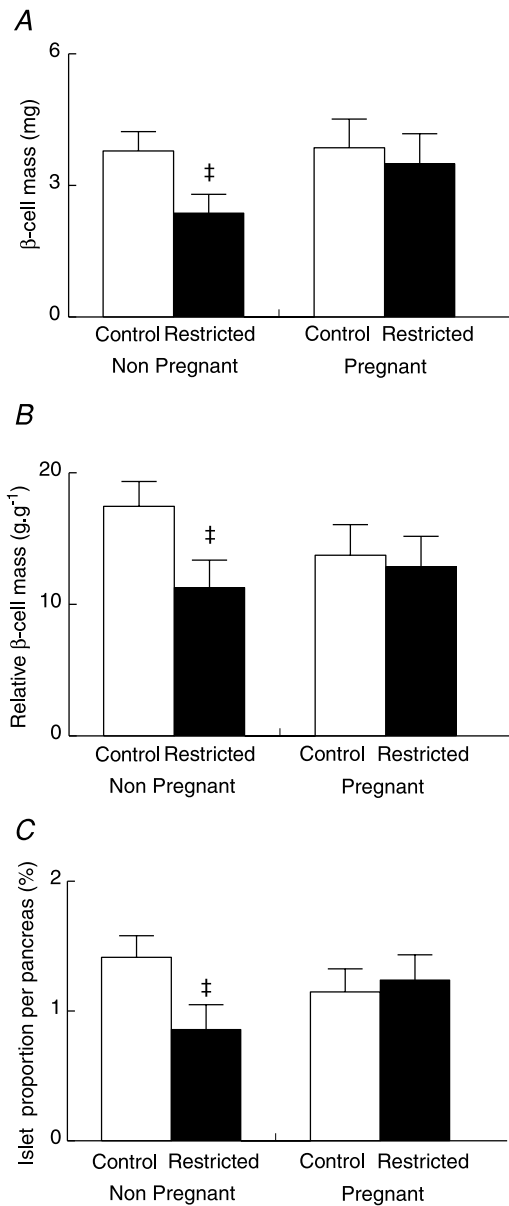 A
6
β-cell mass (mg)
3
0
‡
Control Restricted Control Restricted
Non Pregnant Pregnant
B
20
Relative β-cell mass (g.g⁻¹)
10
0
‡
Control Restricted Control Restricted
Non Pregnant Pregnant
C
2
Islet proportion per pancreas (%)
1
0
‡
Control Restricted Control Restricted
Non Pregnant Pregnant